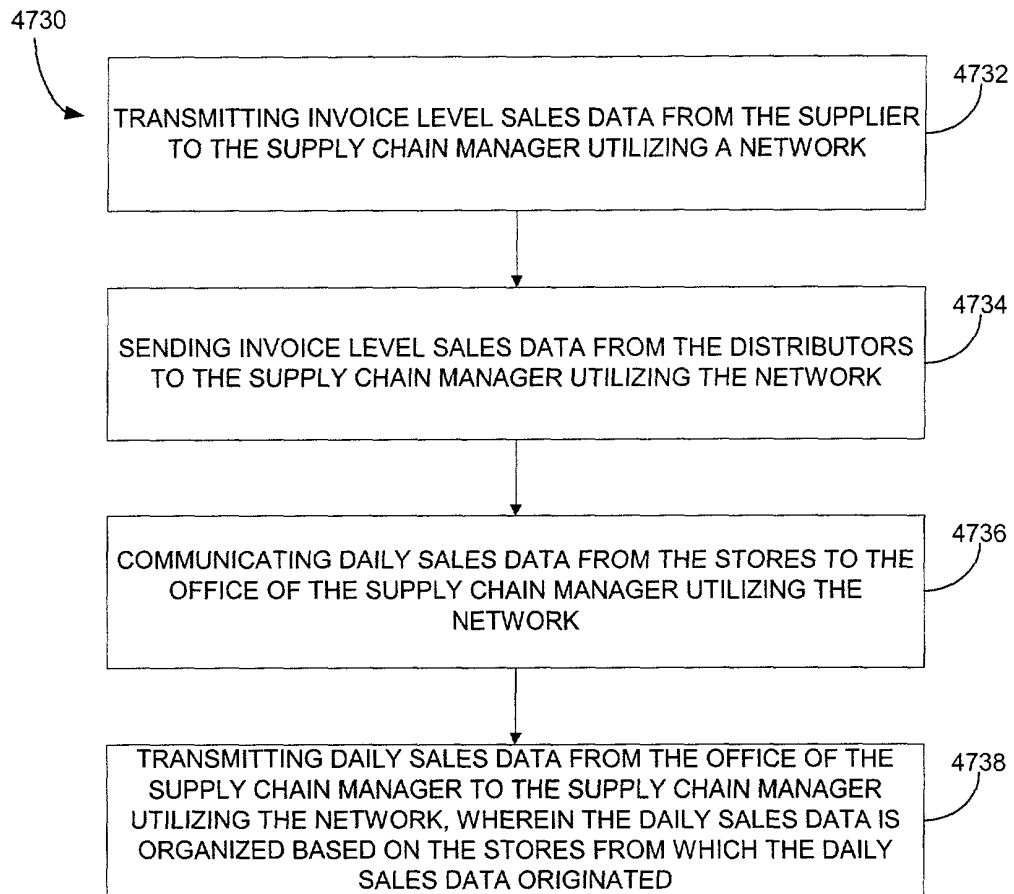 4730
4732
TRANSMITTING INVOICE LEVEL SALES DATA FROM THE SUPPLIER
TO THE SUPPLY CHAIN MANAGER UTILIZING A NETWORK
4734
SENDING INVOICE LEVEL SALES DATA FROM THE DISTRIBUTORS
TO THE SUPPLY CHAIN MANAGER UTILIZING THE NETWORK
4736
COMMUNICATING DAILY SALES DATA FROM THE STORES TO THE
OFFICE OF THE SUPPLY CHAIN MANAGER UTILIZING THE
NETWORK
4738
TRANSMITTING DAILY SALES DATA FROM THE OFFICE OF THE
SUPPLY CHAIN MANAGER TO THE SUPPLY CHAIN MANAGER
UTILIZING THE NETWORK, WHEREIN THE DAILY SALES DATA IS
ORGANIZED BASED ON THE STORES FROM WHICH THE DAILY
SALES DATA ORIGINATED